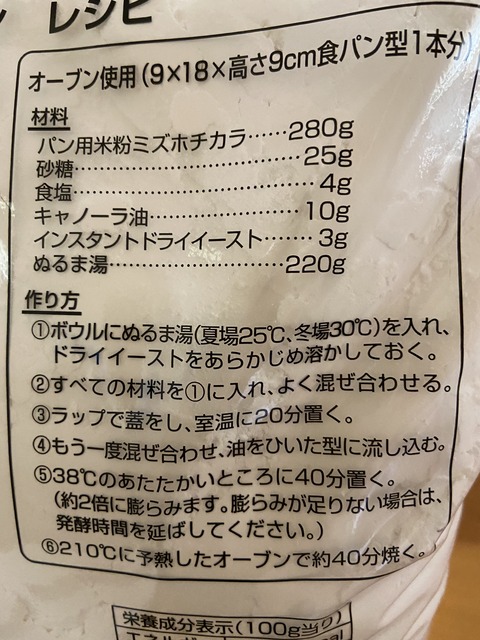 レシピ
オーブン使用(9×18×高さ9cm食パン型1本分)
材料
パン用米粉ミズホチカラ……280g
砂糖……………………………25g
食塩……………………………4g
キャノーラ油…………………10g
インスタントドライイースト……3g
ぬるま湯………………………220g
作り方
①ボウルにぬるま湯(夏場25℃、冬場30℃)を入れ、
ドライイーストをあらかじめ溶かしておく。
②すべての材料を①に入れ、よく混ぜ合わせる。
③ラップで蓋をし、室温に20分置く。
④もう一度混ぜ合わせ、油をひいた型に流し込む。
⑤38℃のあたたかいところに40分置く。
(約2倍に膨らみます。膨らみが足りない場合は、
発酵時間を延ばしてください。)
⑥210℃に予熱したオーブンで約40分焼く。
栄養成分表示(100g当り)